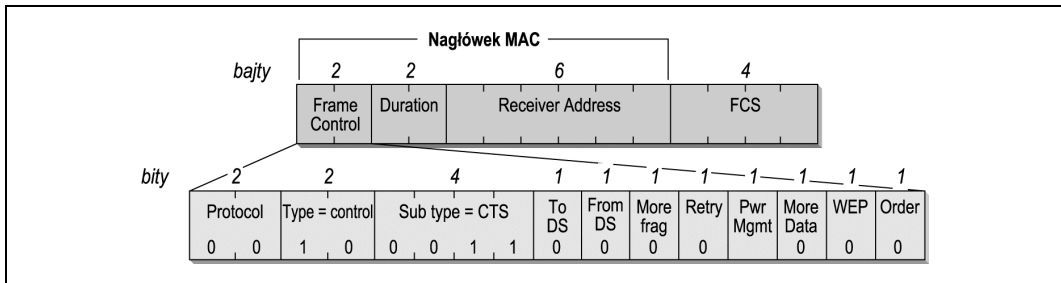 Nagłówek MAC
bajty 2 2 6 4
Frame Control Duration Receiver Address FCS
bity 2 2 4 1 1 1 1 1 1 1 1
Protocol Type = control Sub type = CTS To DS From DS More frag Retry Pwr Mgmt More Data WEP Order
0 0 1 0 0 0 1 1 0 0 0 0 0 0 0